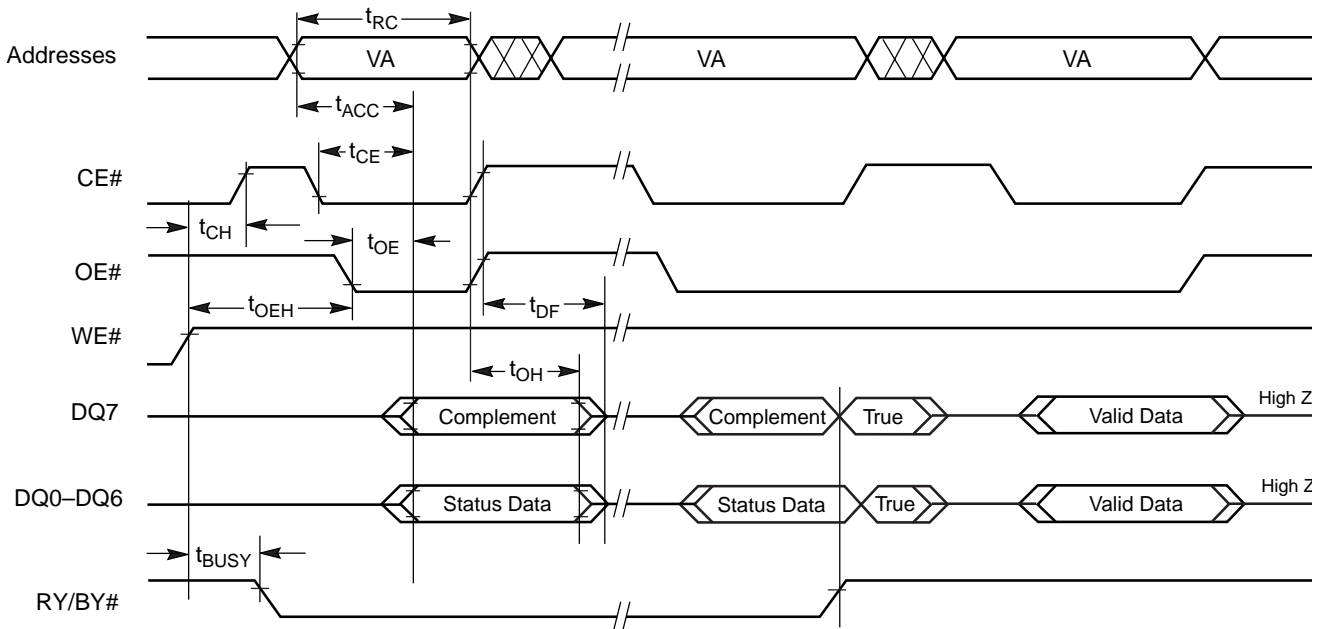 tRC
Addresses VA VA VA
tACC
tCE
CE#
tCH tOE
OE#
tOEH tDF
WE#
tOH
DQ7 Complement Complement True Valid Data High Z
DQ0–DQ6 Status Data Status Data True Valid Data High Z
tBUSY
RY/BY#